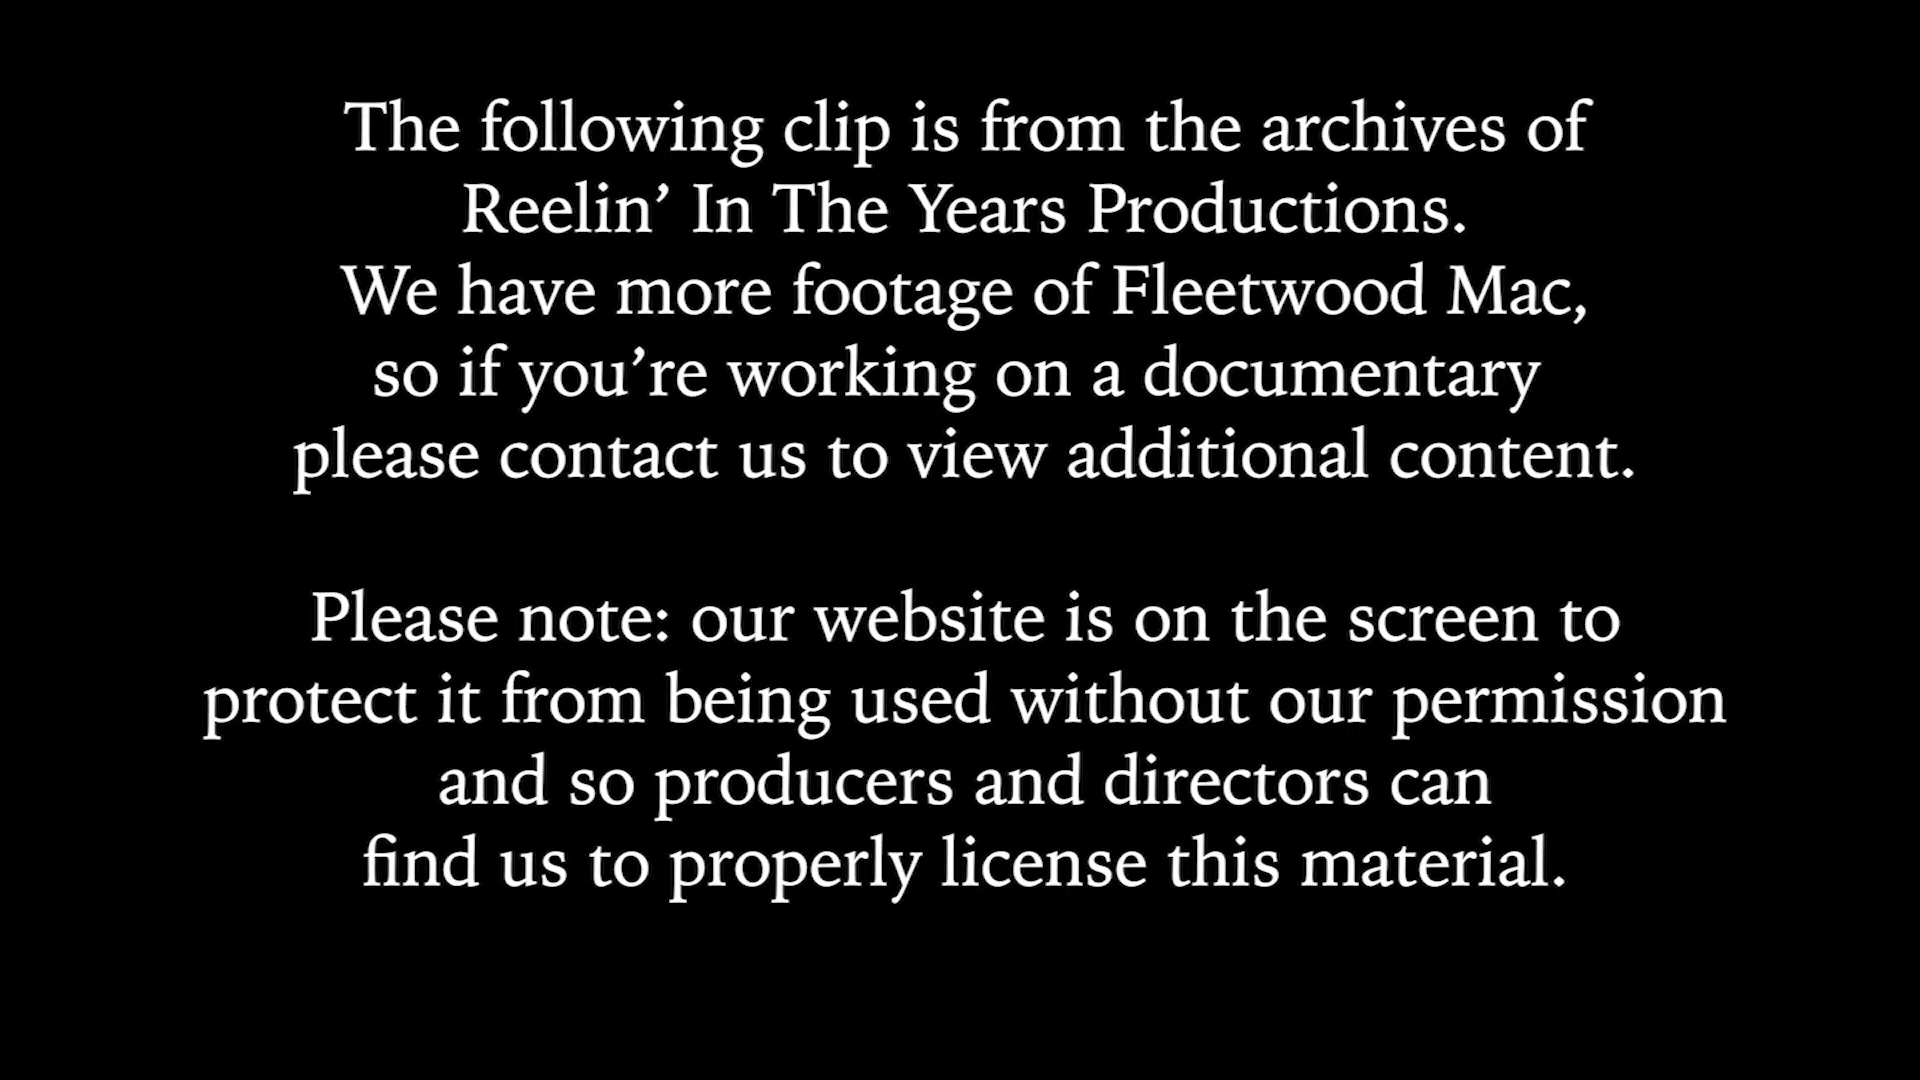 The following clip is from the archives of
Reelin’ In The Years Productions.
We have more footage of Fleetwood Mac,
so if you’re working on a documentary
please contact us to view additional content.
Please note: our website is on the screen to
protect it from being used without our permission
and so producers and directors can
find us to properly license this material.